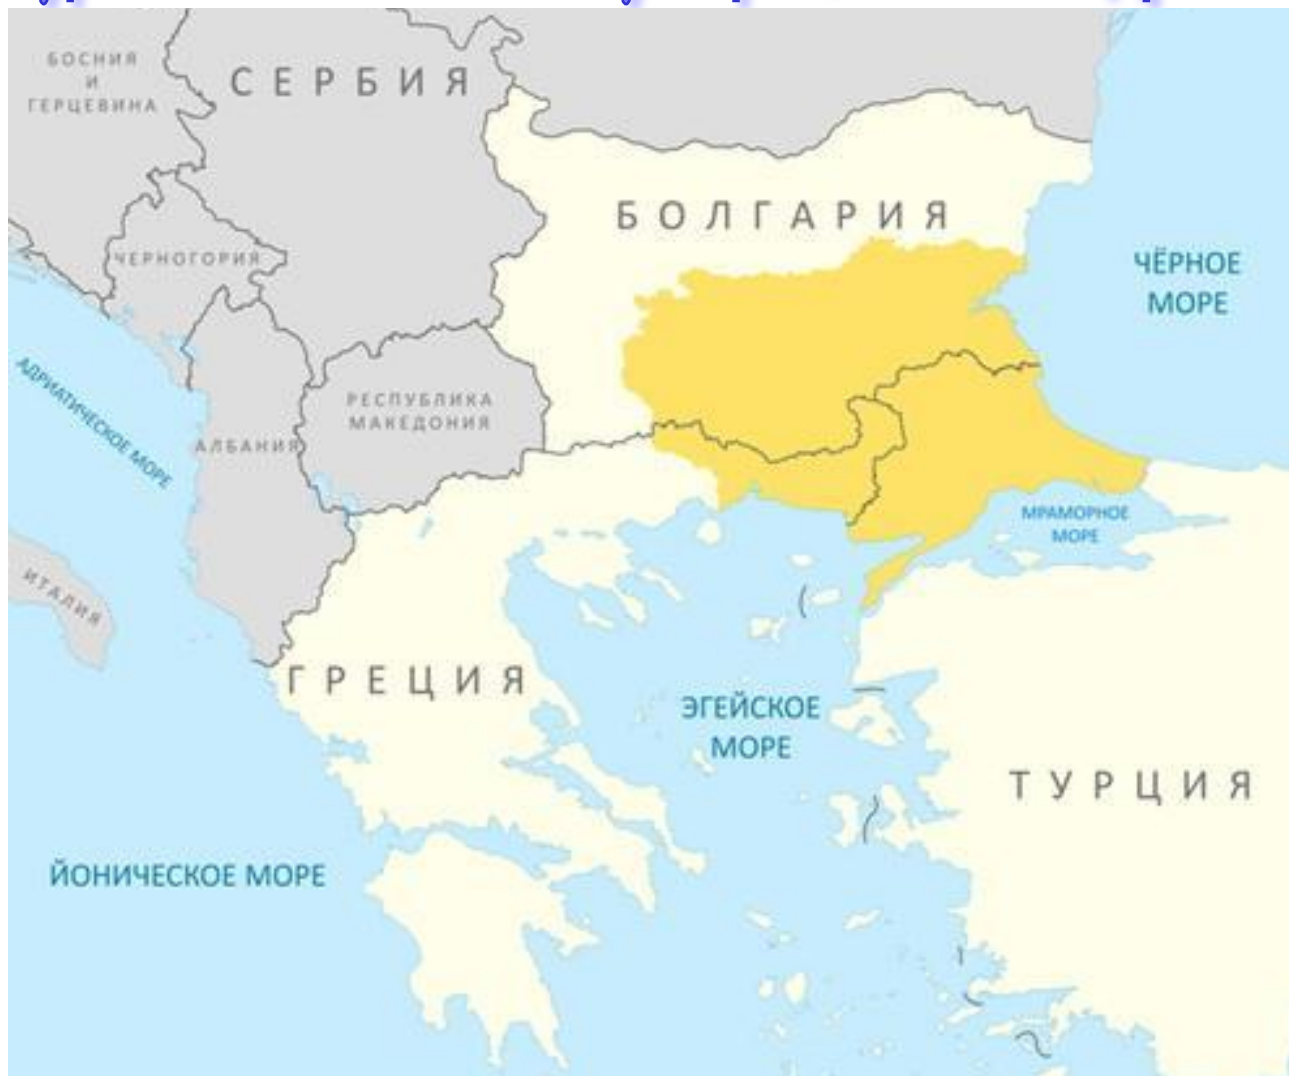 БОСНИЯ
И
ГЕРЦЕВИНА
СЕРБИЯ
БОЛГАРИЯ
ЧЕРНОГОРИЯ
ЧЁРНОЕ
МОРЕ
АДРИАТИЧЕСКОЕ МОРЕ
РЕСПУБЛИКА
МАКЕДОНИЯ
АЛБАНИЯ
МРАМОРНОЕ
МОРЕ
ИТАЛИЯ
ГРЕЦИЯ
ЭГЕЙСКОЕ
МОРЕ
ТУРЦИЯ
ЙОНИЧЕСКОЕ МОРЕ